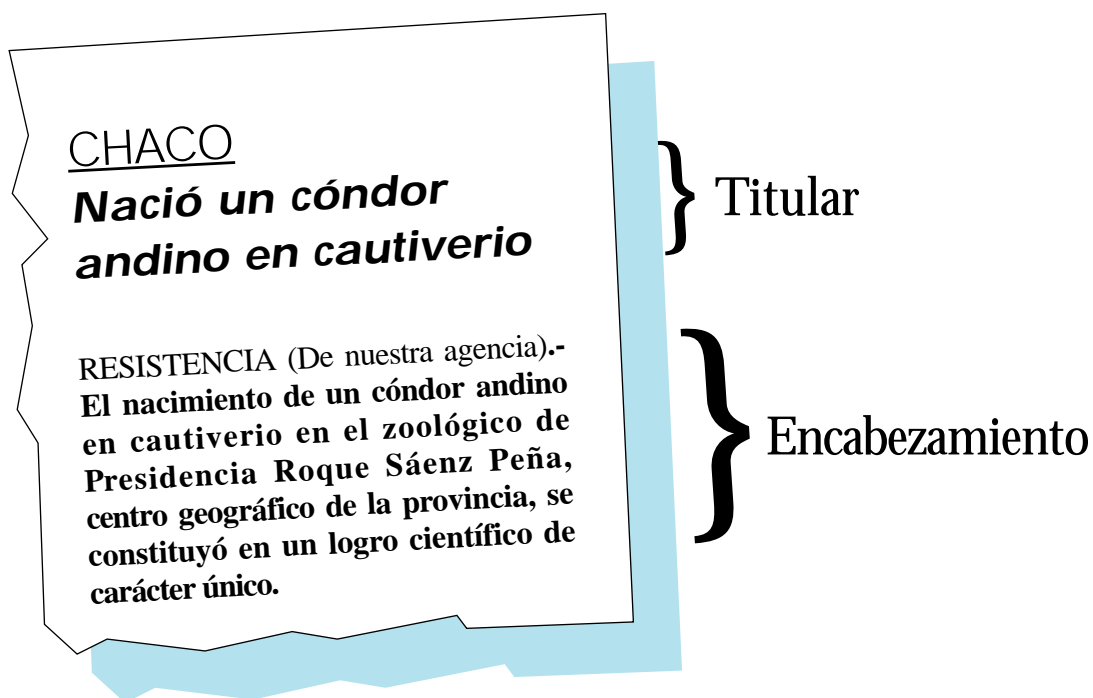 CHACO
Nació un cóndor
andino en cautiverio
Titular
RESISTENCIA (De nuestra agencia).-
El nacimiento de un cóndor andino
en cautiverio en el zoológico de
Presidencia Roque Sáenz Peña,
centro geográfico de la provincia, se
constituyó en un logro científico de
carácter único.
Encabezamiento